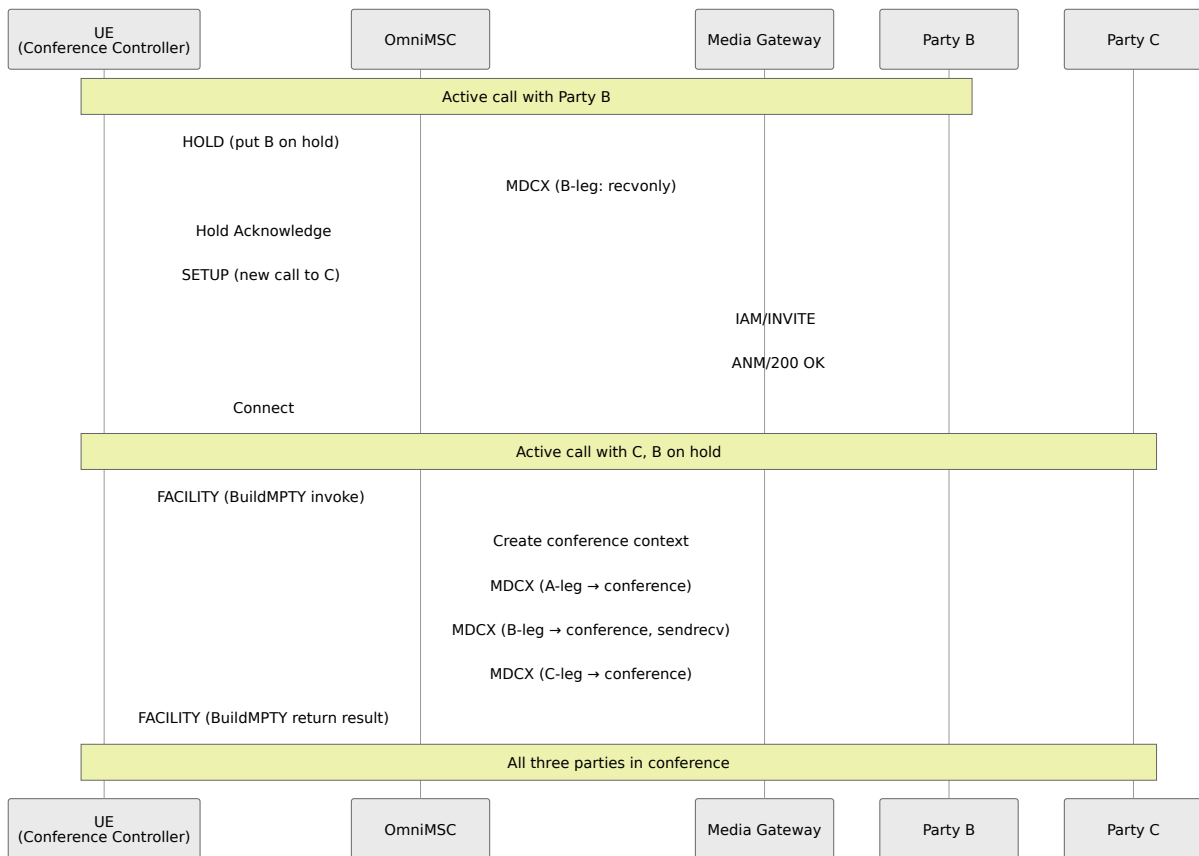 UE
(Conference Controller)
OmniMSC
Media Gateway
Party B
Party C
Active call with Party B
HOLD (put B on hold)
MDCX (B-leg: recvonly)
Hold Acknowledge
SETUP (new call to C)
IAM/INVITE
ANM/200 OK
Connect
Active call with C, B on hold
FACILITY (BuildMPTY invoke)
Create conference context
MDCX (A-leg → conference)
MDCX (B-leg → conference, sendrecv)
MDCX (C-leg → conference)
FACILITY (BuildMPTY return result)
All three parties in conference
UE
(Conference Controller)
OmniMSC
Media Gateway
Party B
Party C